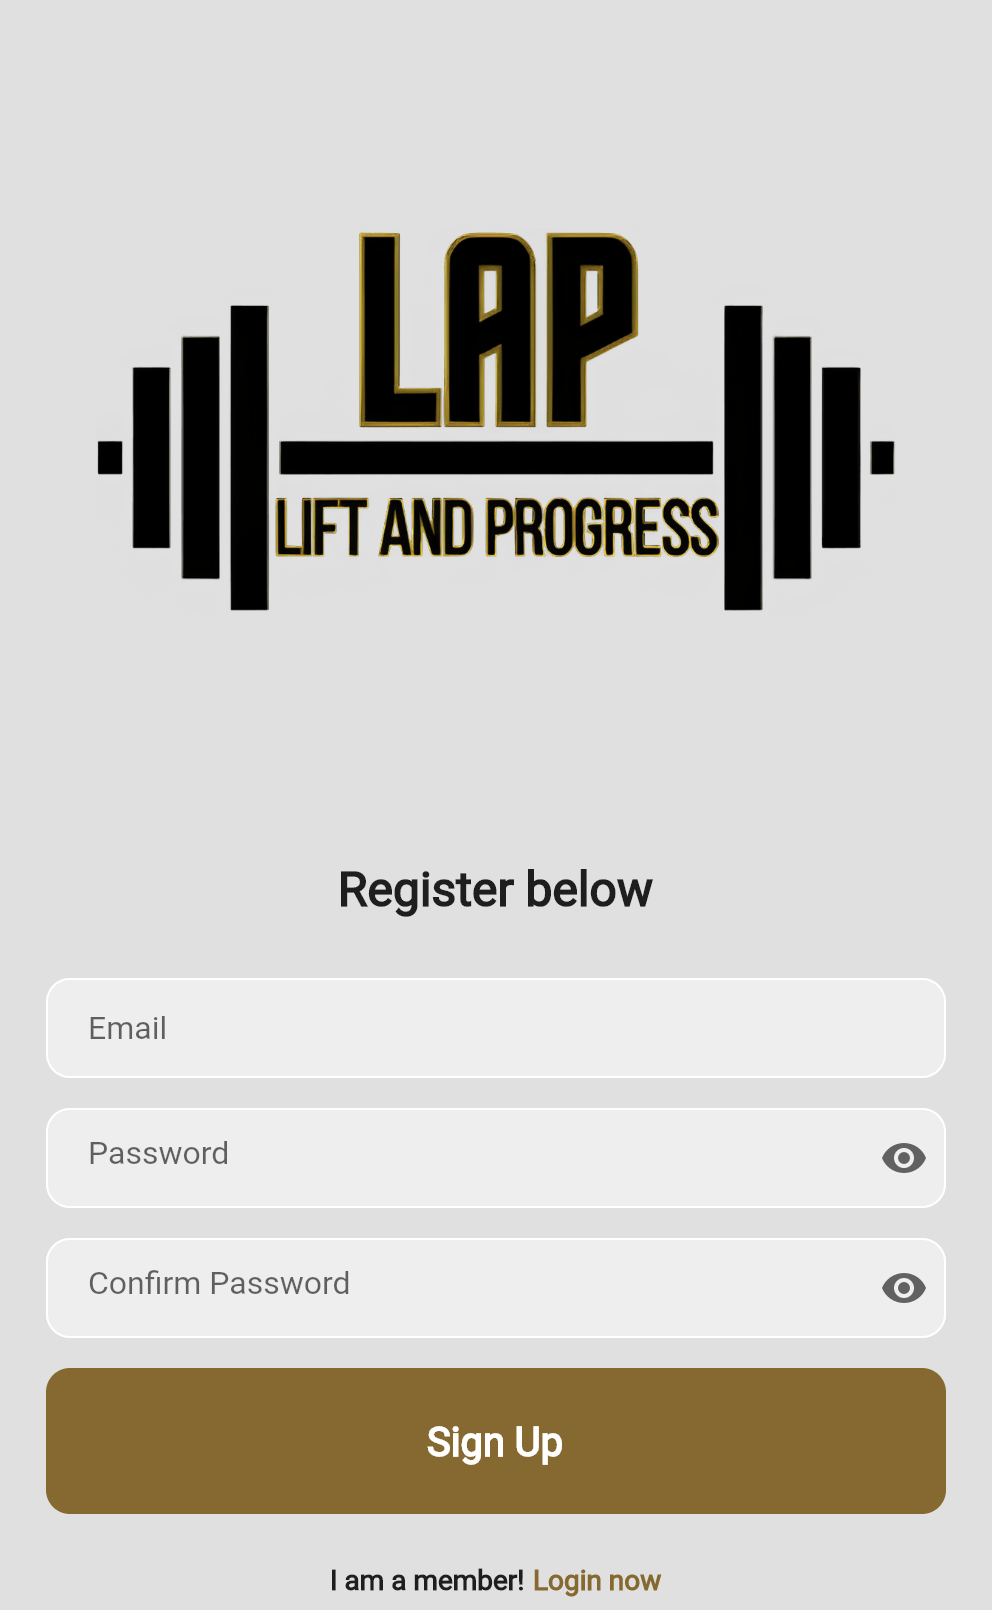 LAP
LIFT AND PROGRESS
Register below
Email
Password
Confirm Password
Sign Up
I am a member! Login now